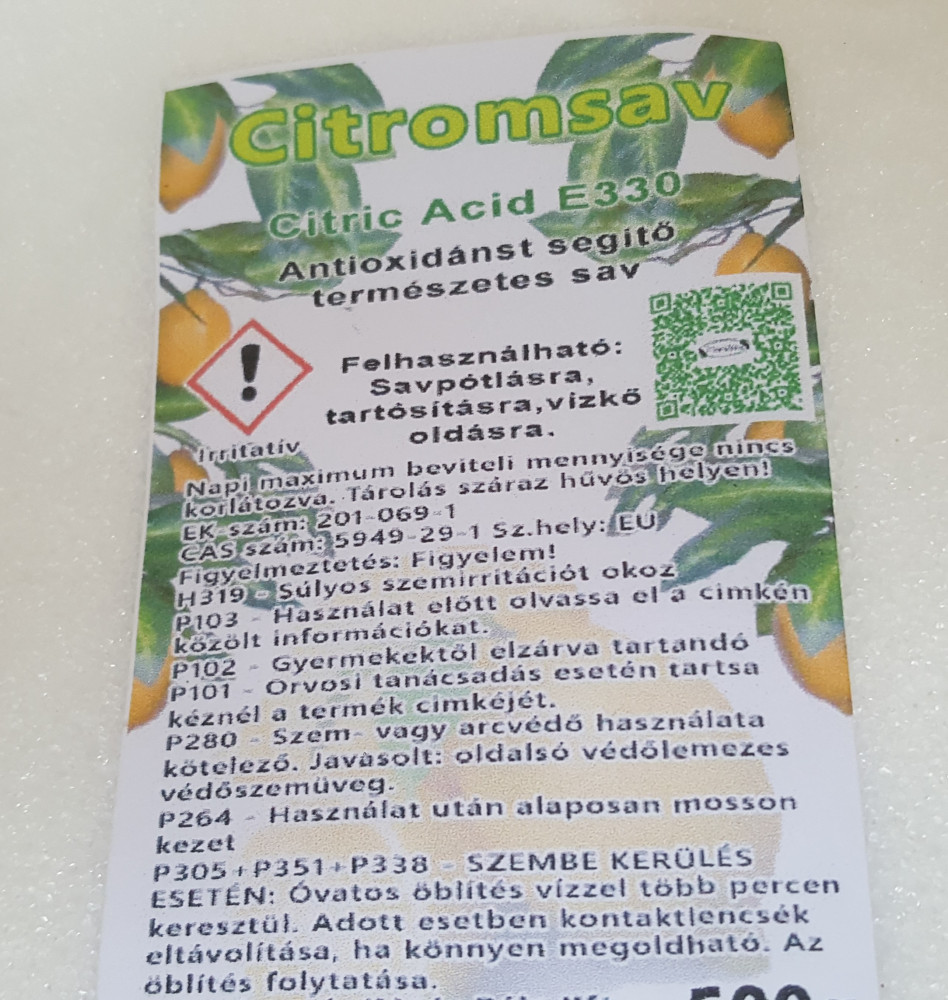 Citromsav
Citric Acid E330
Antioxidánst segítő
természetes sav
Felhasználható:
Savpótlásra,
tartósításra,vizkő
oldásra.
Irritatív
Napi maximum beviteli mennyisége nincs
korlátozva. Tárolás száraz hűvös helyen!
EK szám: 201-069-1
CAS szám: 5949-29-1 Sz.hely: EU
Figyelmeztetés: Figyelem!
H319 - Súlyos szemirritációt okoz
P103 - Használat előtt olvassa el a cimkén
közölt információkat.
P102 - Gyermekektől elzárva tartandó
P101 - Orvosi tanácsadás esetén tartsa
kéznél a termék cimkéjét.
P280 - Szem- vagy arcvédő használata
kötelező. Javasolt: oldalsó védőlemezes
védőszemüveg.
P264 - Használat után alaposan mosson
kezet
P305+P351+P338 - SZEMBE KERÜLÉS
ESETÉN: Óvatos öblítés vízzel több percen
keresztül. Adott esetben kontaktlencsék
eltávolítása, ha könnyen megoldható. Az
öblítés folytatása.